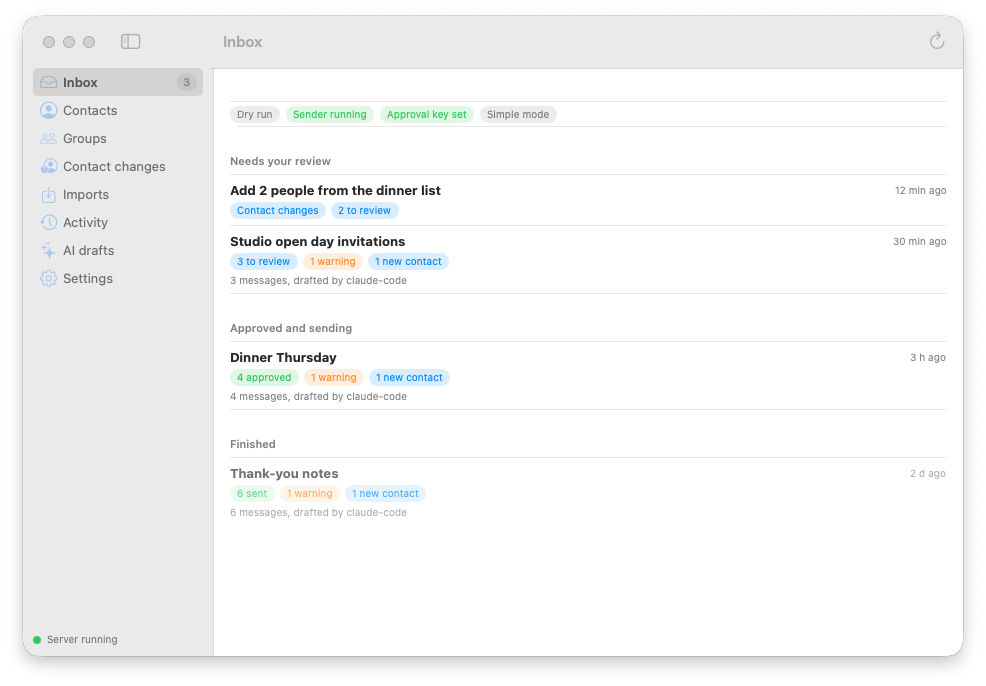 Inbox
Inbox 3
Contacts
Groups
Contact changes
Imports
Activity
AI drafts
Settings
Server running
Dry run Sender running Approval key set Simple mode
Needs your review
Add 2 people from the dinner list 12 min ago
Contact changes 2 to review
Studio open day invitations 30 min ago
3 to review 1 warning 1 new contact
3 messages, drafted by claude-code
Approved and sending
Dinner Thursday 3 h ago
4 approved 1 warning 1 new contact
4 messages, drafted by claude-code
Finished
Thank-you notes 2 d ago
6 sent 1 warning 1 new contact
6 messages, drafted by claude-code